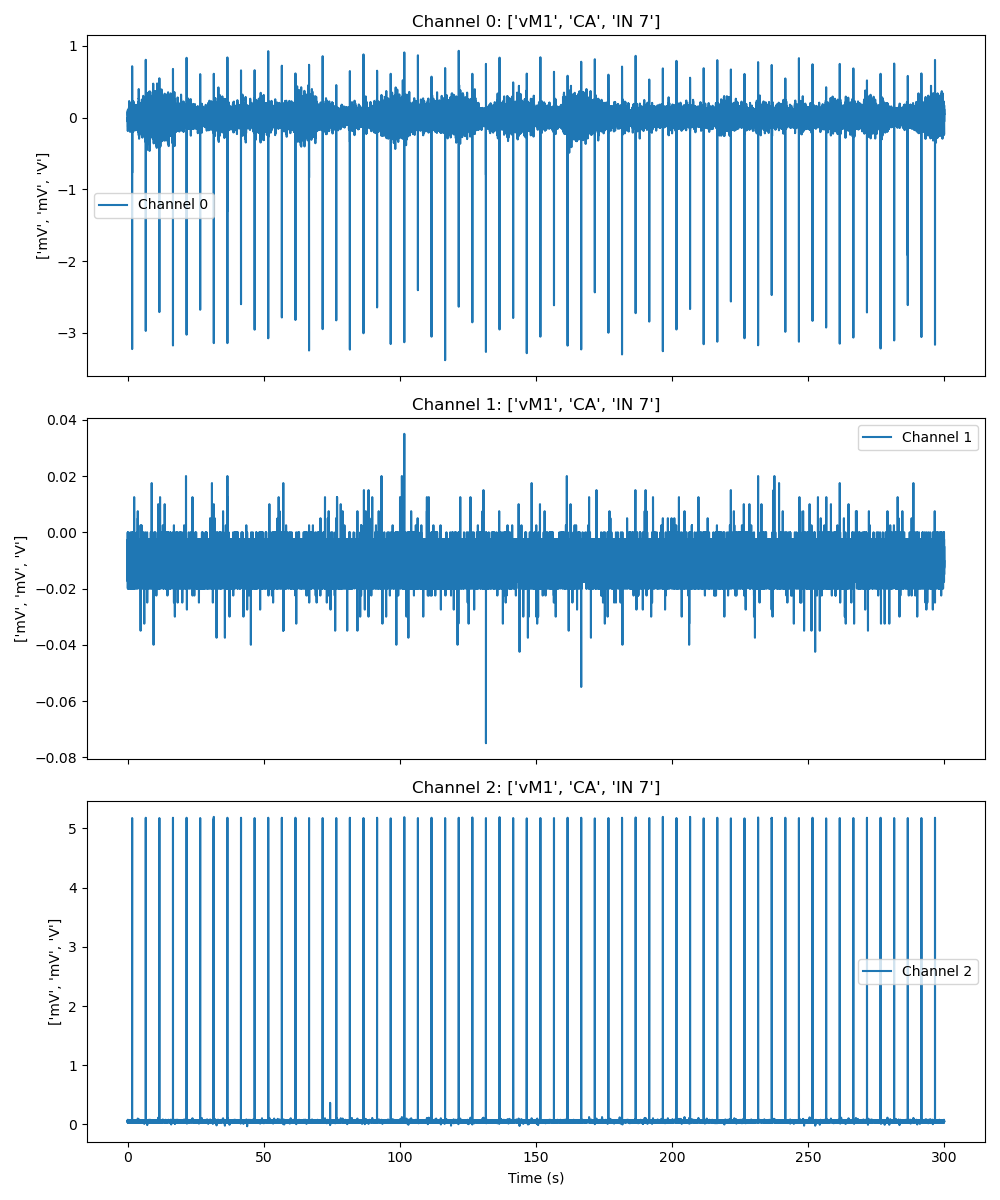 Channel 0: ['vM1', 'CA', 'IN 7']
1
0
−1
−2
−3
['mV', 'mV', 'V']
Channel 0
Channel 1: ['vM1', 'CA', 'IN 7']
0.04
0.02
0.00
−0.02
−0.04
−0.06
−0.08
['mV', 'mV', 'V']
Channel 1
Channel 2: ['vM1', 'CA', 'IN 7']
5
4
3
2
1
0
['mV', 'mV', 'V']
Channel 2
0 50 100 150 200 250 300
Time (s)